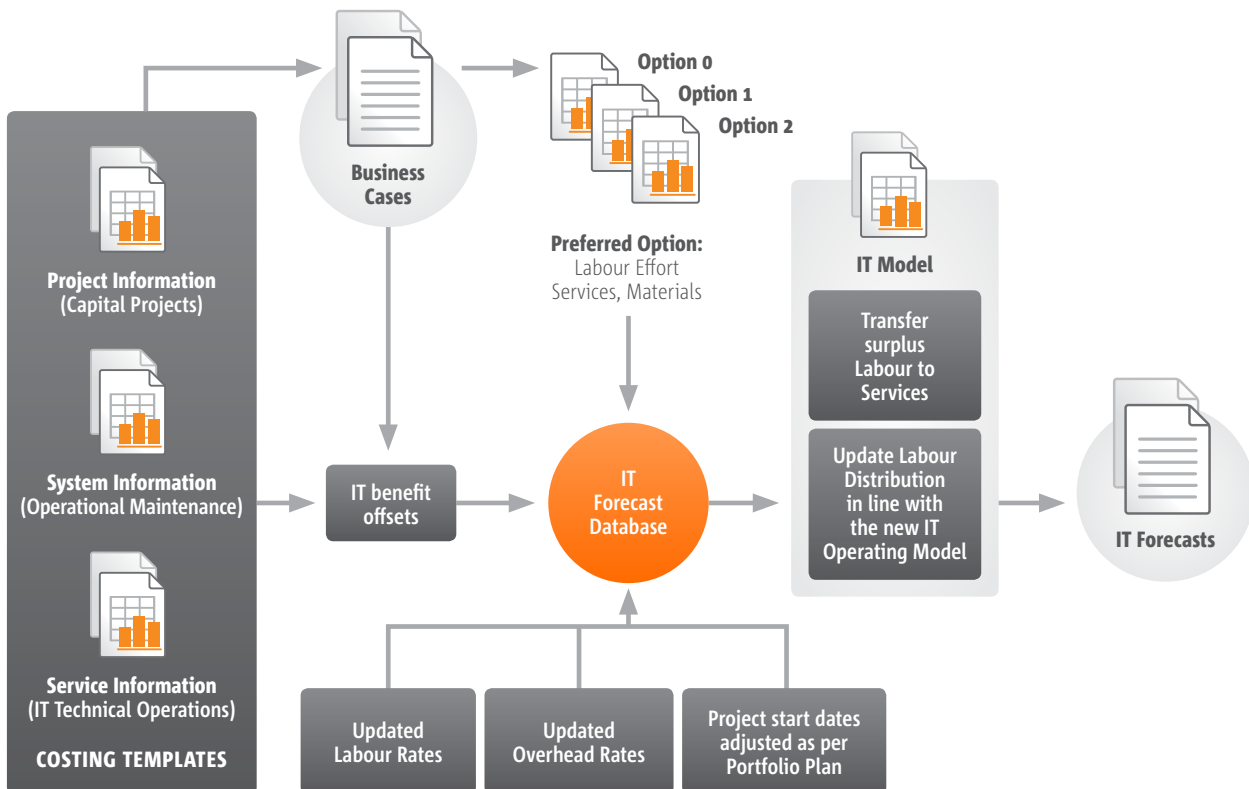 Option 0
Option 1
Option 2
Business
Cases
Project Information
(Capital Projects)
System Information
(Operational Maintenance)
Service Information
(IT Technical Operations)
COSTING TEMPLATES
Preferred Option:
Labour Effort
Services, Materials
IT benefit
offsets
IT
Forecast
Database
Updated
Labour Rates
Updated
Overhead Rates
Project start dates
adjusted as per
Portfolio Plan
IT Model
Transfer
surplus
Labour to
Services
Update Labour
Distribution
in line with
the new IT
Operating Model
IT Forecasts